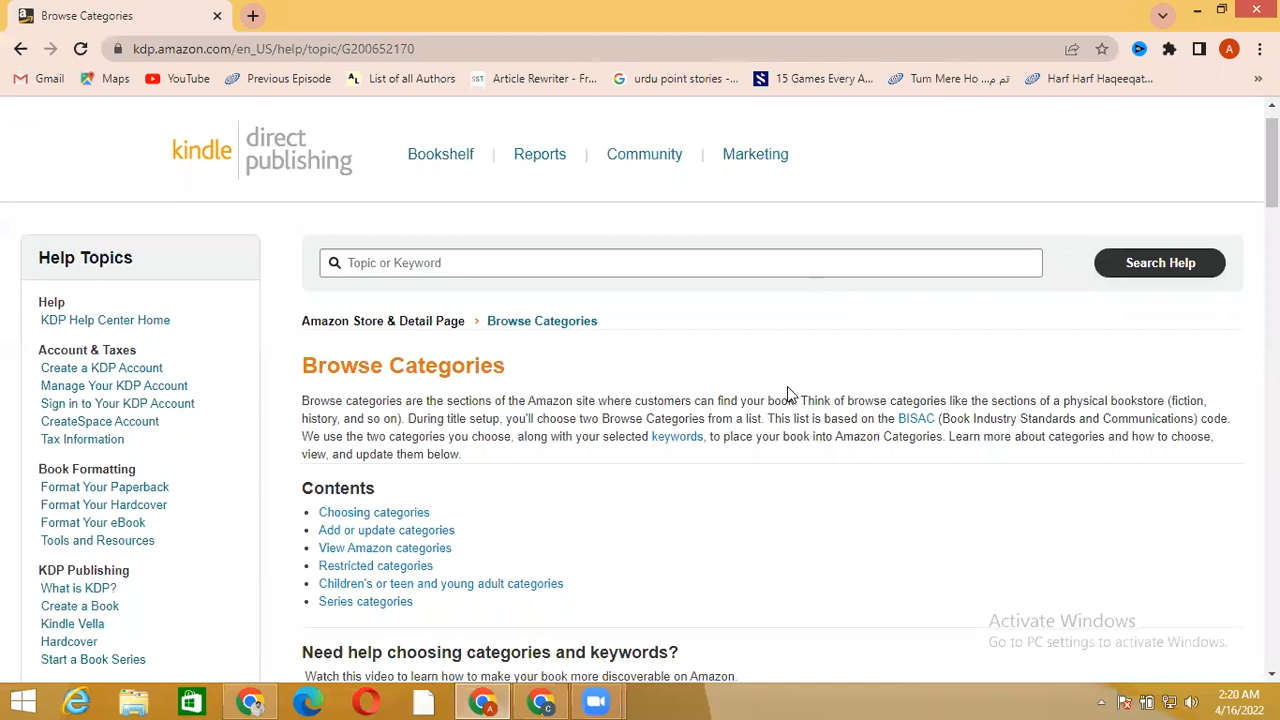 Browse Categories
kdp.amazon.com/en_US/help/topic/G200652170
A
Gmail Maps YouTube Previous Episode List of all Authors Article Rewriter - Fr... urdu point stories -... 15 Games Every A... Tum Mere Ho ...تم م Harf Harf Haqeeqat...
kindle direct publishing
Bookshelf | Reports | Community | Marketing
Help Topics
Topic or Keyword
Search Help
Help
KDP Help Center Home
Account & Taxes
Create a KDP Account
Manage Your KDP Account
Sign in to Your KDP Account
CreateSpace Account
Tax Information
Book Formatting
Format Your Paperback
Format Your Hardcover
Format Your eBook
Tools and Resources
KDP Publishing
What is KDP?
Create a Book
Kindle Vella
Hardcover
Start a Book Series
Amazon Store & Detail Page › Browse Categories
Browse Categories
Browse categories are the sections of the Amazon site where customers can find your book. Think of browse categories like the sections of a physical bookstore (fiction,
history, and so on). During title setup, you'll choose two Browse Categories from a list. This list is based on the BISAC (Book Industry Standards and Communications) code.
We use the two categories you choose, along with your selected keywords, to place your book into Amazon Categories. Learn more about categories and how to choose,
view, and update them below.
Contents
• Choosing categories
• Add or update categories
• View Amazon categories
• Restricted categories
• Children's or teen and young adult categories
• Series categories
Need help choosing categories and keywords?
Watch this video to learn how to make your book more discoverable on Amazon.
Activate Windows
Go to PC settings to activate Windows.
2:20 AM
4/16/2022